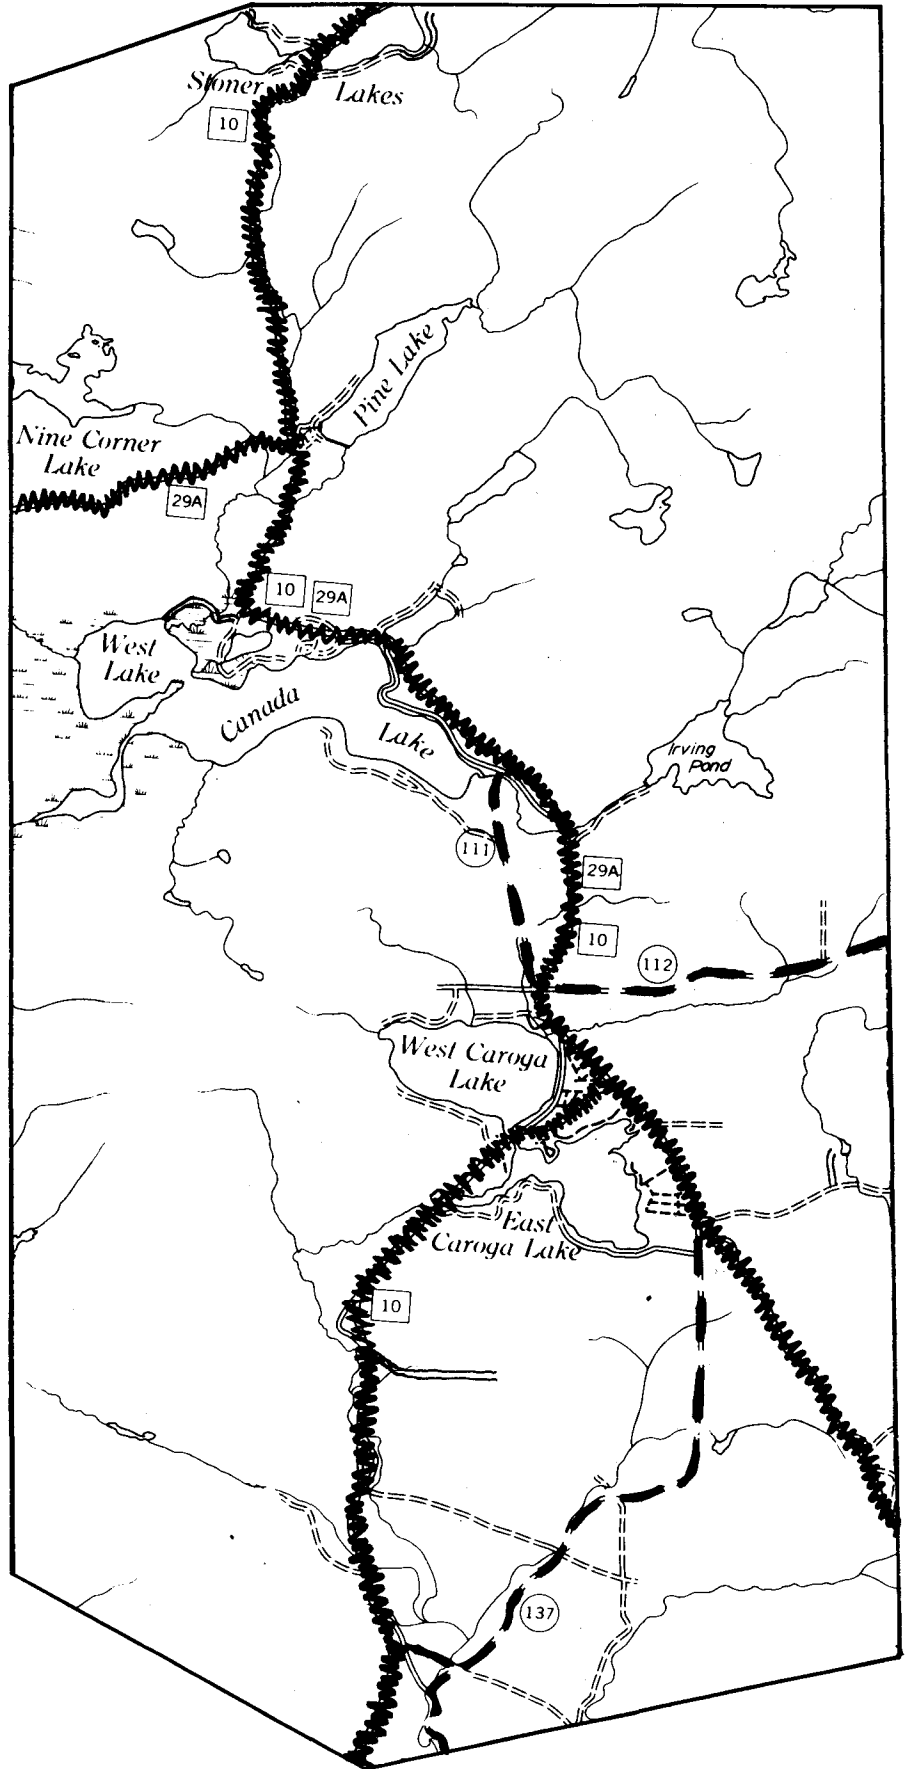 Stoner
Lakes
10
Pine Lake
Nine Corner
Lake
29A
10
29A
West
Lake
Canada
Lake
Irving
Pond
111
29A
10
112
West Caroga
Lake
East
Caroga Lake
10
137